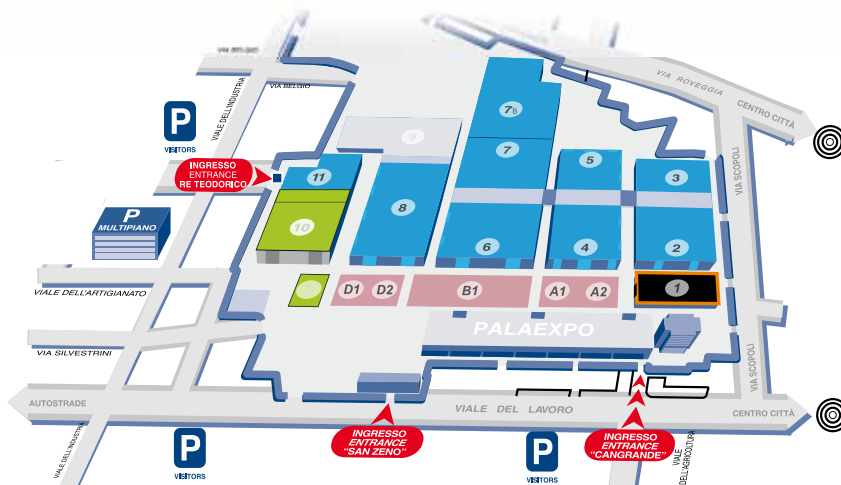 VIA BELGIO
VIA ROVEGGIA
CENTRO CITTÀ
VIALE DELL'INDUSTRIA
P
VISITORS
INGRESSO
ENTRANCE
RE TEODORICO
7B
9
7
5
11
3
VIA SCOPOLI
8
P
MULTIPIANO
10
6
4
2
D1
D2
B1
A1
A2
1
VIALE DELL'ARTIGIANATO
PALAEXPO
VIA SILVESTRINI
VIA SCOPOLI
AUTOSTRADE
VIALE DEL LAVORO
CENTRO CITTÀ
INGRESSO
ENTRANCE
"SAN ZENO"
INGRESSO
ENTRANCE
"CANGRANDE"
VIALE DELL'INDUSTRIA
P
VISITORS
P
VISITORS
VIALE
DELL'AGRICOLTURA